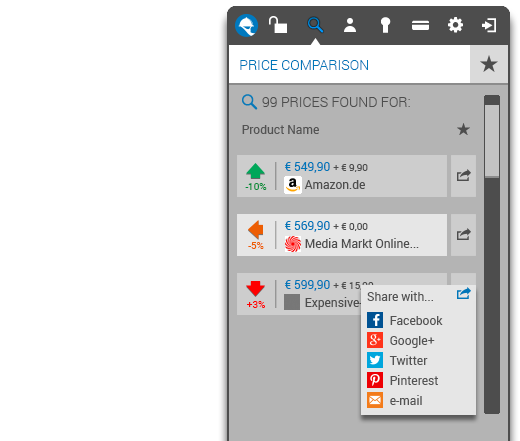 PRICE COMPARISON
99 PRICES FOUND FOR:
Product Name
€ 549,90 + € 9,90
-10%
Amazon.de
€ 569,90 + € 0,00
-5%
Media Markt Online...
€ 599,90 + € 15,
+3%
Expensive-
Share with...
Facebook
Google+
Twitter
Pinterest
e-mail